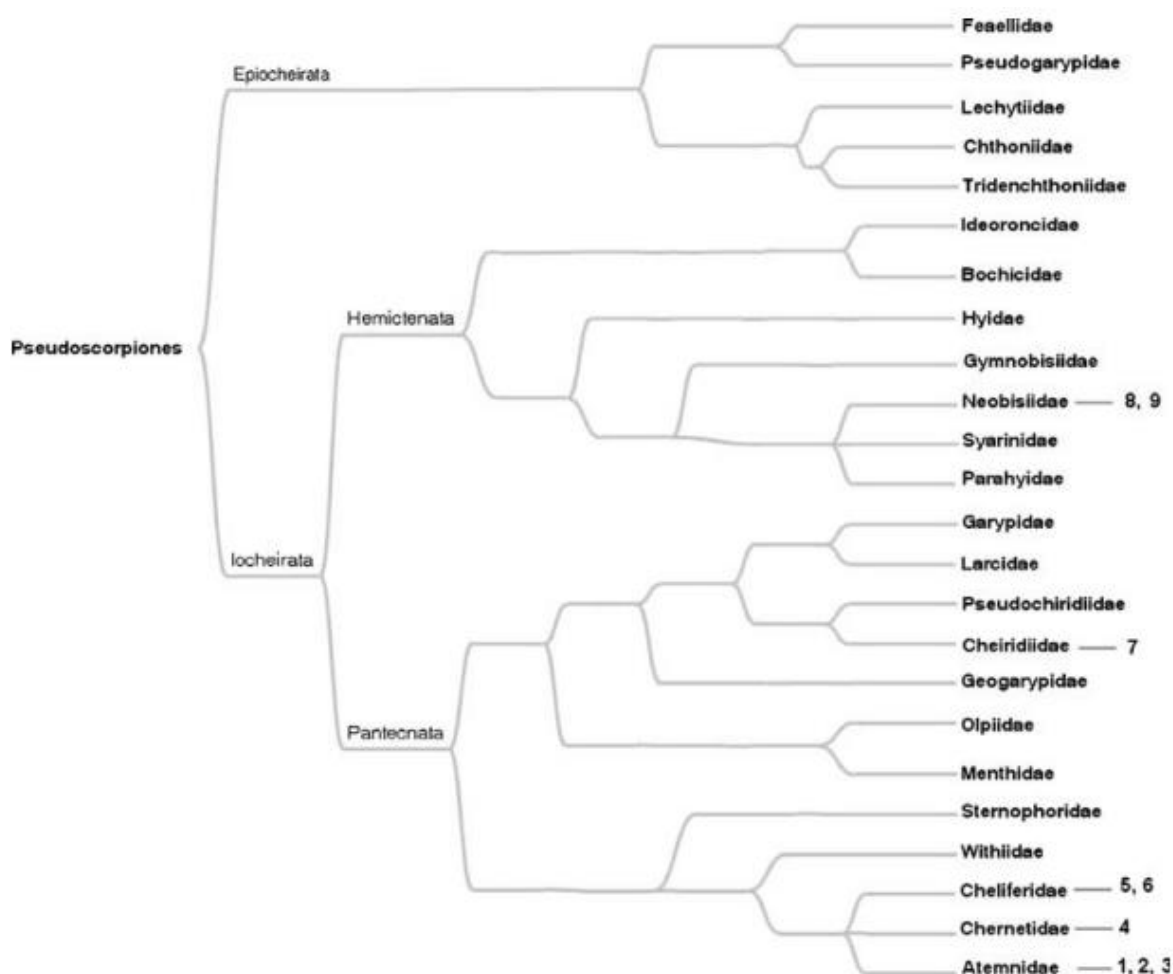 Feaellidae
Pseudogarypidae
Epiocheirata
Lechytiidae
Chthoniidae
Tridenchthoniidae
Ideoroncidae
Bochicidae
Hemictenata
Hyidae
Pseudoscorpiones
Gymnobisiidae
Neobisiidae 8, 9
Syarinidae
Parahyidae
Garypidae
Iocheirata
Larcidae
Pseudochiridiidae
Cheiridiidae 7
Geogarypidae
Olpiidae
Pantecnata
Menthidae
Sternophoridae
Withiidae
Cheliferidae 5, 6
Chernetidae 4
Atemnidae 1, 2, 3